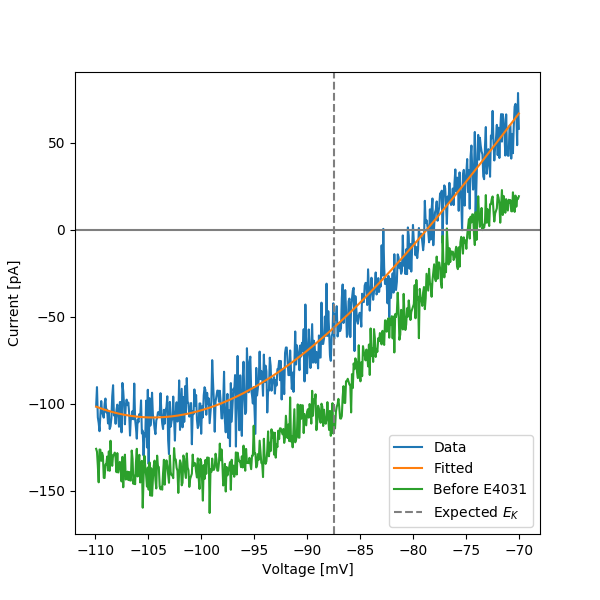 Current [pA]
50
0
−50
−100
−150
Data
Fitted
Before E4031
Expected E_K
−110 −105 −100 −95 −90 −85 −80 −75 −70
Voltage [mV]